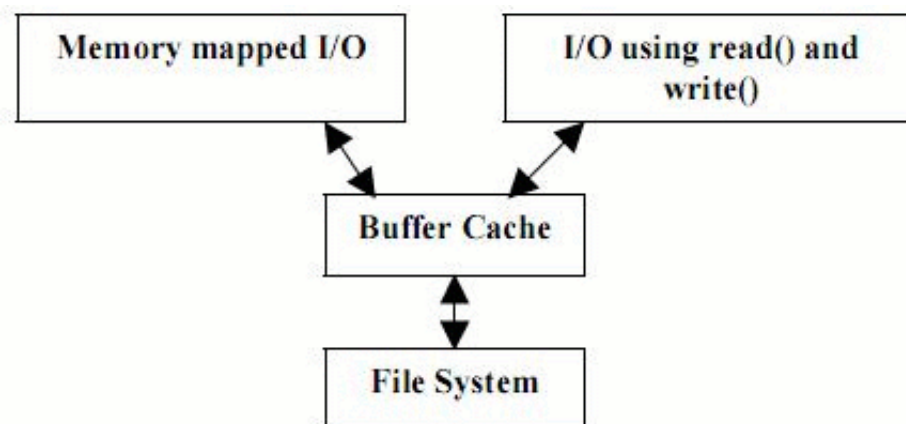 Memory mapped I/O
I/O using read() and
write()
Buffer Cache
File System